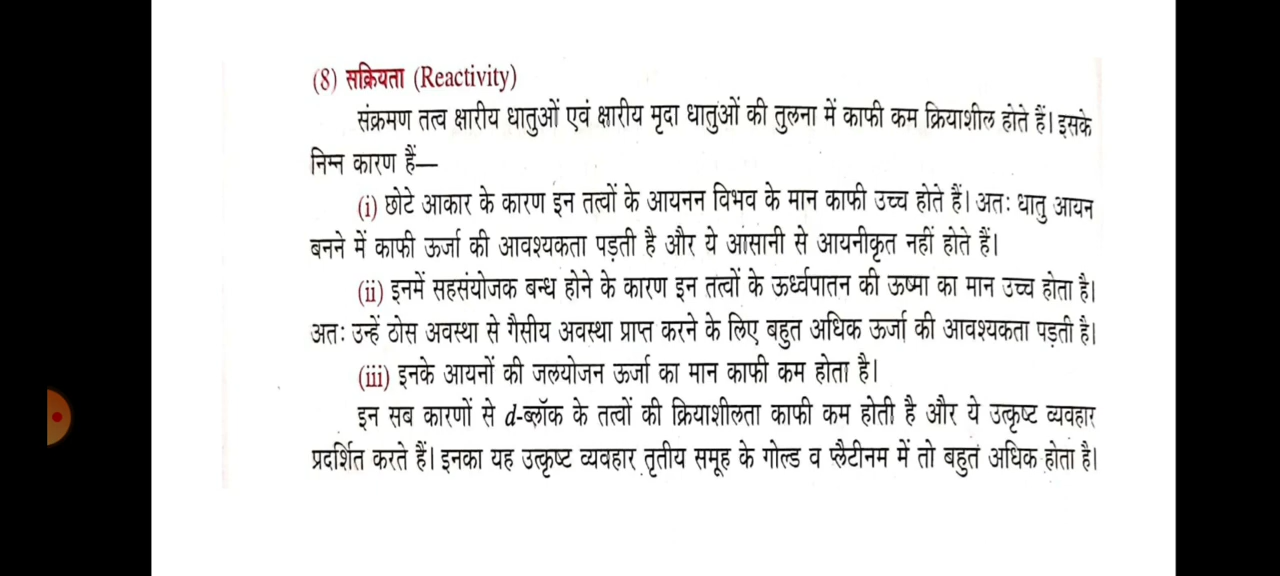 (8) सक्रियता (Reactivity)
संक्रमण तत्व क्षारीय धातुओं एवं क्षारीय मृदा धातुओं की तुलना में काफी कम क्रियाशील होते हैं। इसके
निम्न कारण हैं—
(i) छोटे आकार के कारण इन तत्वों के आयनन विभव के मान काफी उच्च होते हैं। अतः धातु आयन
बनने में काफी ऊर्जा की आवश्यकता पड़ती है और ये आसानी से आयनीकृत नहीं होते हैं।
(ii) इनमें सहसंयोजक बन्ध होने के कारण इन तत्वों के ऊर्ध्वपातन की ऊष्मा का मान उच्च होता है।
अतः उन्हें ठोस अवस्था से गैसीय अवस्था प्राप्त करने के लिए बहुत अधिक ऊर्जा की आवश्यकता पड़ती है।
(iii) इनके आयनों की जलयोजन ऊर्जा का मान काफी कम होता है।
इन सब कारणों से d-ब्लॉक के तत्वों की क्रियाशीलता काफी कम होती है और ये उत्कृष्ट व्यवहार
प्रदर्शित करते हैं। इनका यह उत्कृष्ट व्यवहार तृतीय समूह के गोल्ड व प्लैटीनम में तो बहुत अधिक होता है।